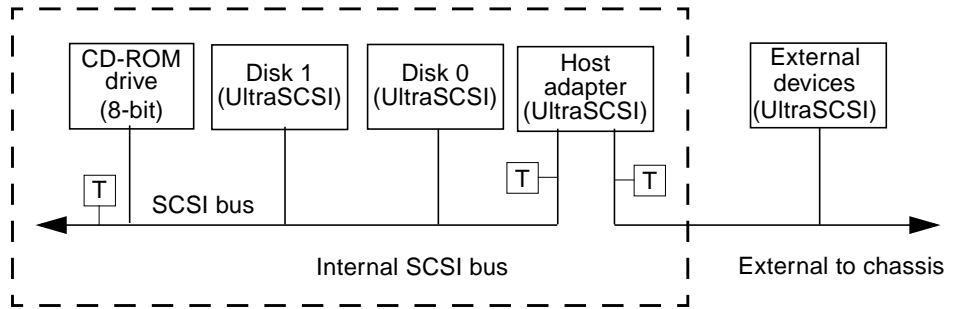 CD-ROM
drive
(8-bit)
Disk 1
(UltraSCSI)
Disk 0
(UltraSCSI)
Host
adapter
(UltraSCSI)
External
devices
(UltraSCSI)
T
T
T
SCSI bus
Internal SCSI bus
External to chassis